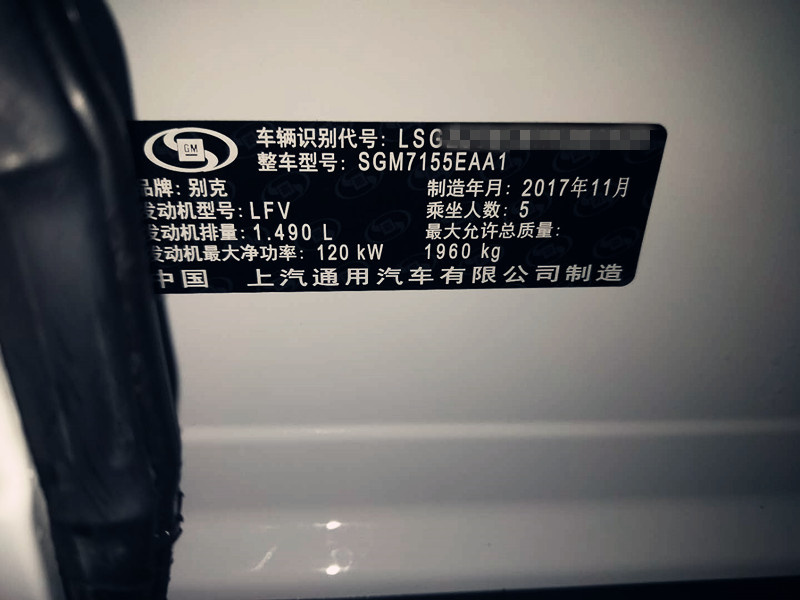 GM
车辆识别代号: LSG
整车型号: SGM7155EAA1
品牌: 别克
制造年月: 2017年11月
发动机型号: LFV
乘坐人数: 5
发动机排量: 1.490 L
最大允许总质量:
发动机最大净功率: 120 kW
1960 kg
中国 上汽通用汽车有限公司制造